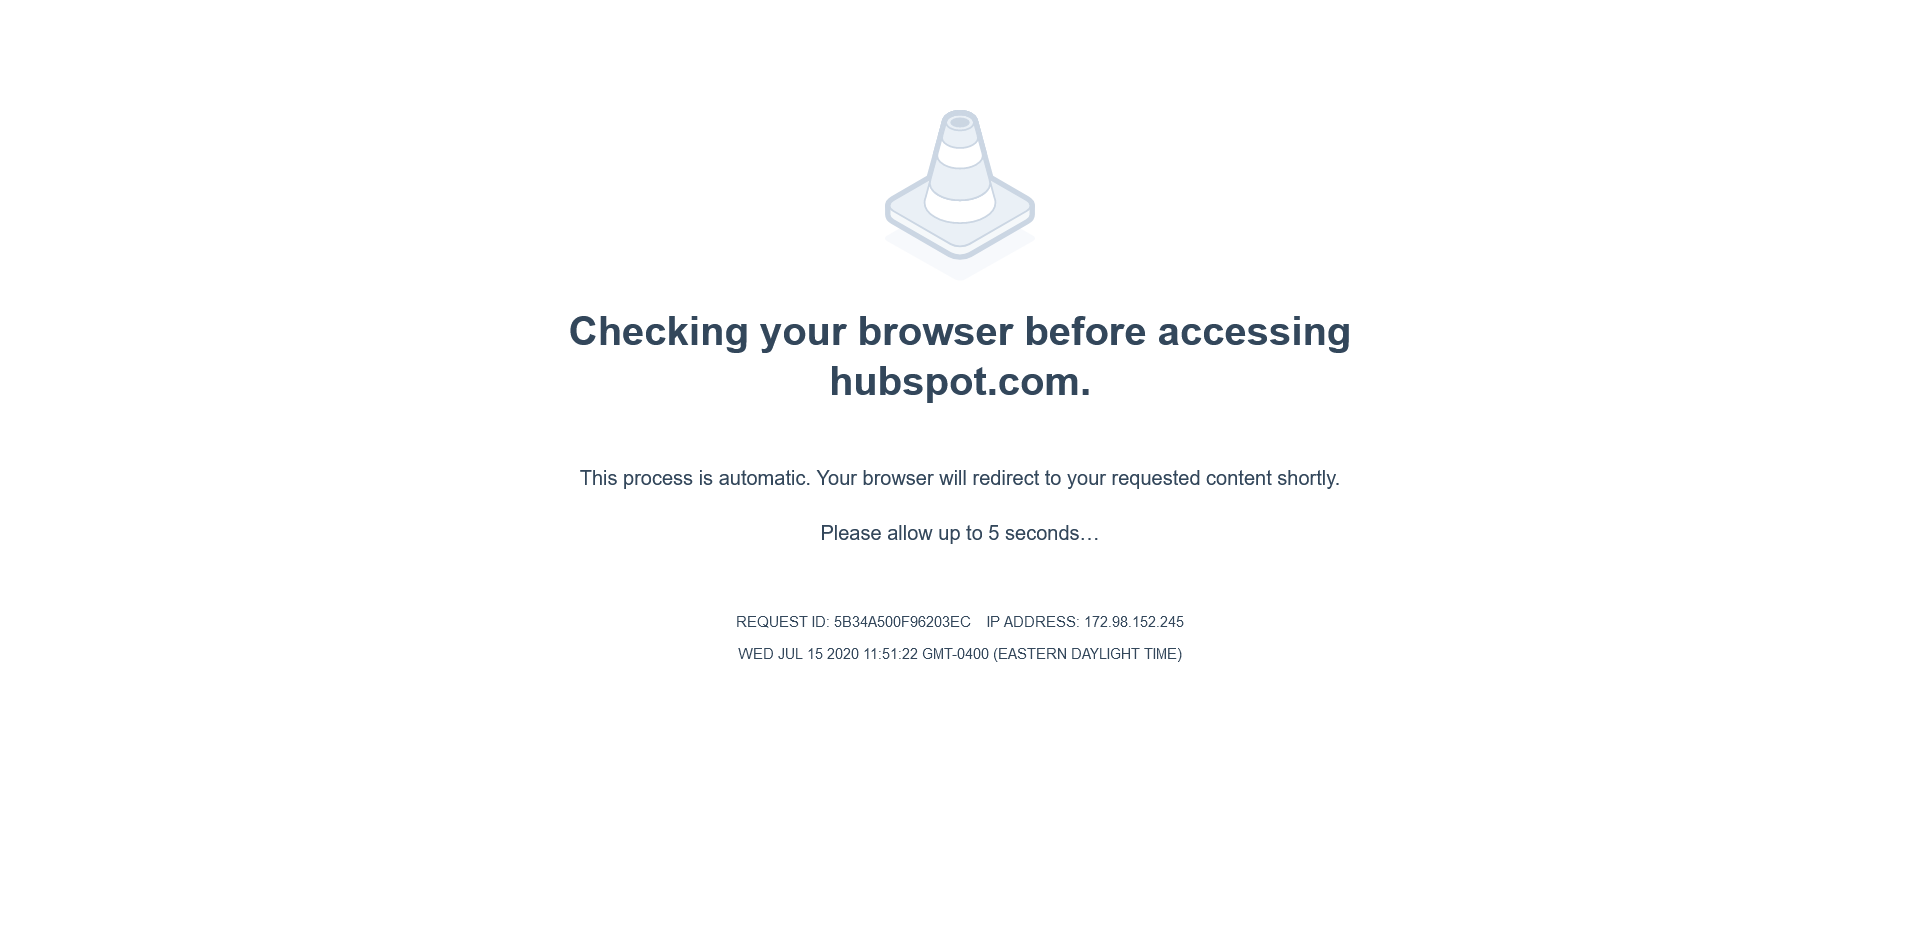 Checking your browser before accessing
hubspot.com.
This process is automatic. Your browser will redirect to your requested content shortly.
Please allow up to 5 seconds…
REQUEST ID: 5B34A500F96203EC IP ADDRESS: 172.98.152.245
WED JUL 15 2020 11:51:22 GMT-0400 (EASTERN DAYLIGHT TIME)